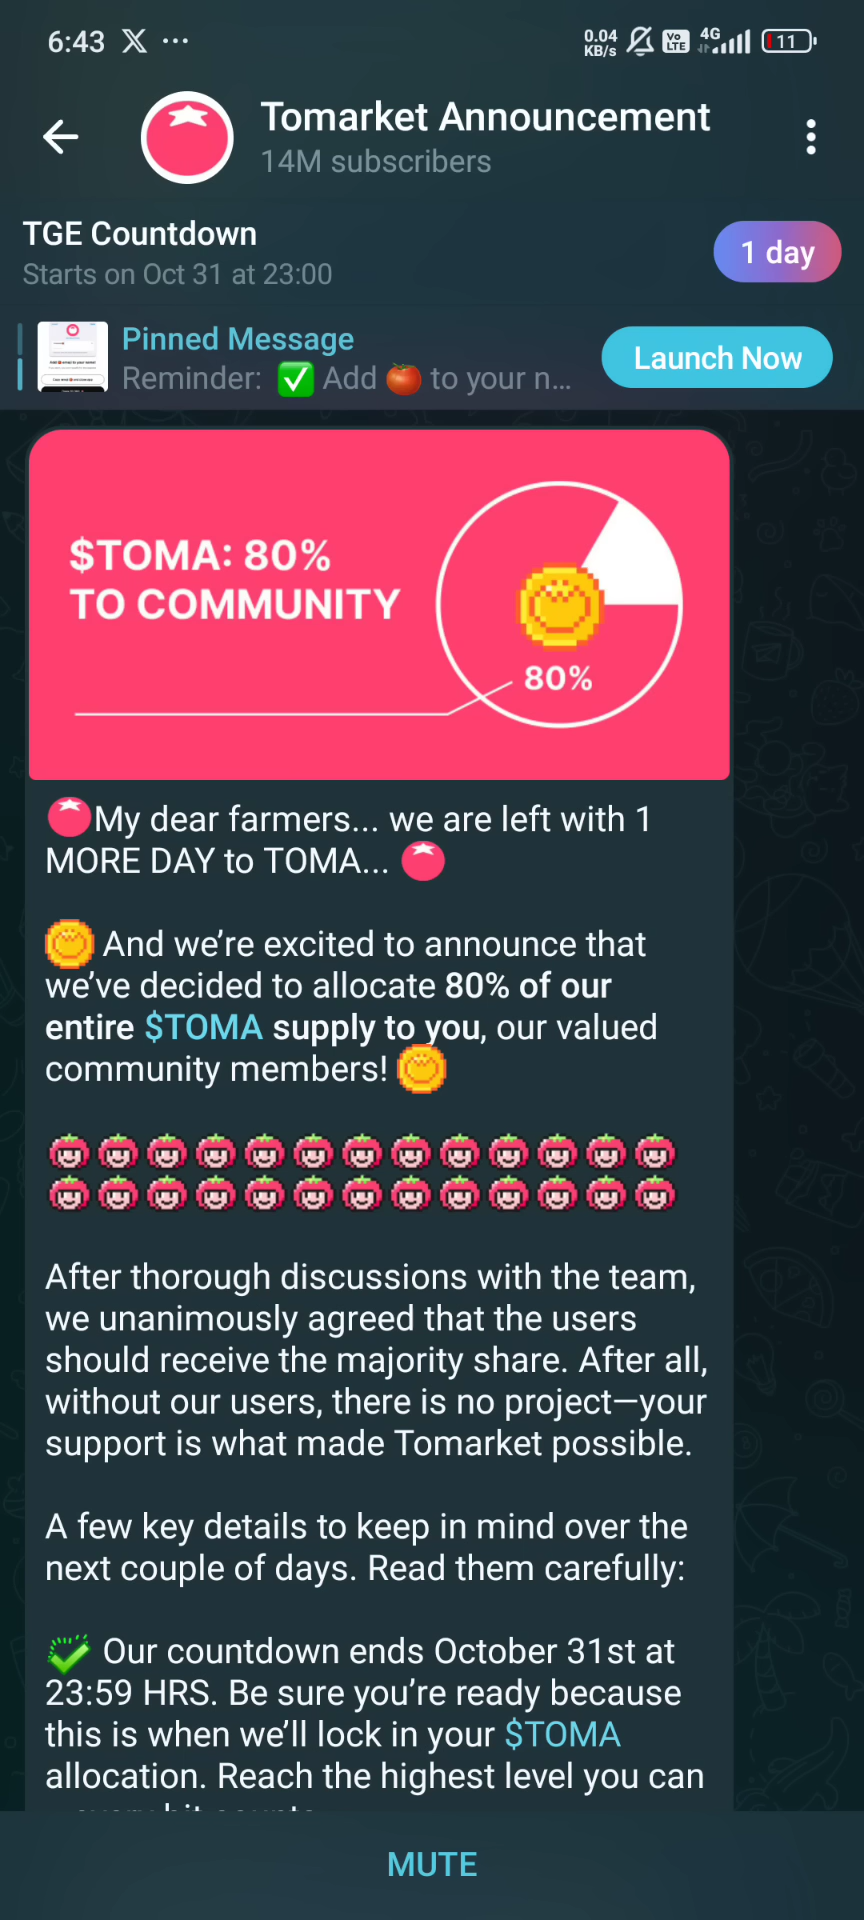 6:43 X ...
0.04 KB/s Vo LTE 4G 11
Tomarket Announcement
14M subscribers
TGE Countdown
Starts on Oct 31 at 23:00
1 day
Pinned Message
Reminder: ✅ Add 🍅 to your n...
Launch Now
$TOMA: 80%
TO COMMUNITY
80%
My dear farmers... we are left with 1
MORE DAY to TOMA...
And we’re excited to announce that
we’ve decided to allocate 80% of our
entire $TOMA supply to you, our valued
community members!
After thorough discussions with the team,
we unanimously agreed that the users
should receive the majority share. After all,
without our users, there is no project—your
support is what made Tomarket possible.
A few key details to keep in mind over the
next couple of days. Read them carefully:
Our countdown ends October 31st at
23:59 HRS. Be sure you’re ready because
this is when we’ll lock in your $TOMA
allocation. Reach the highest level you can
MUTE